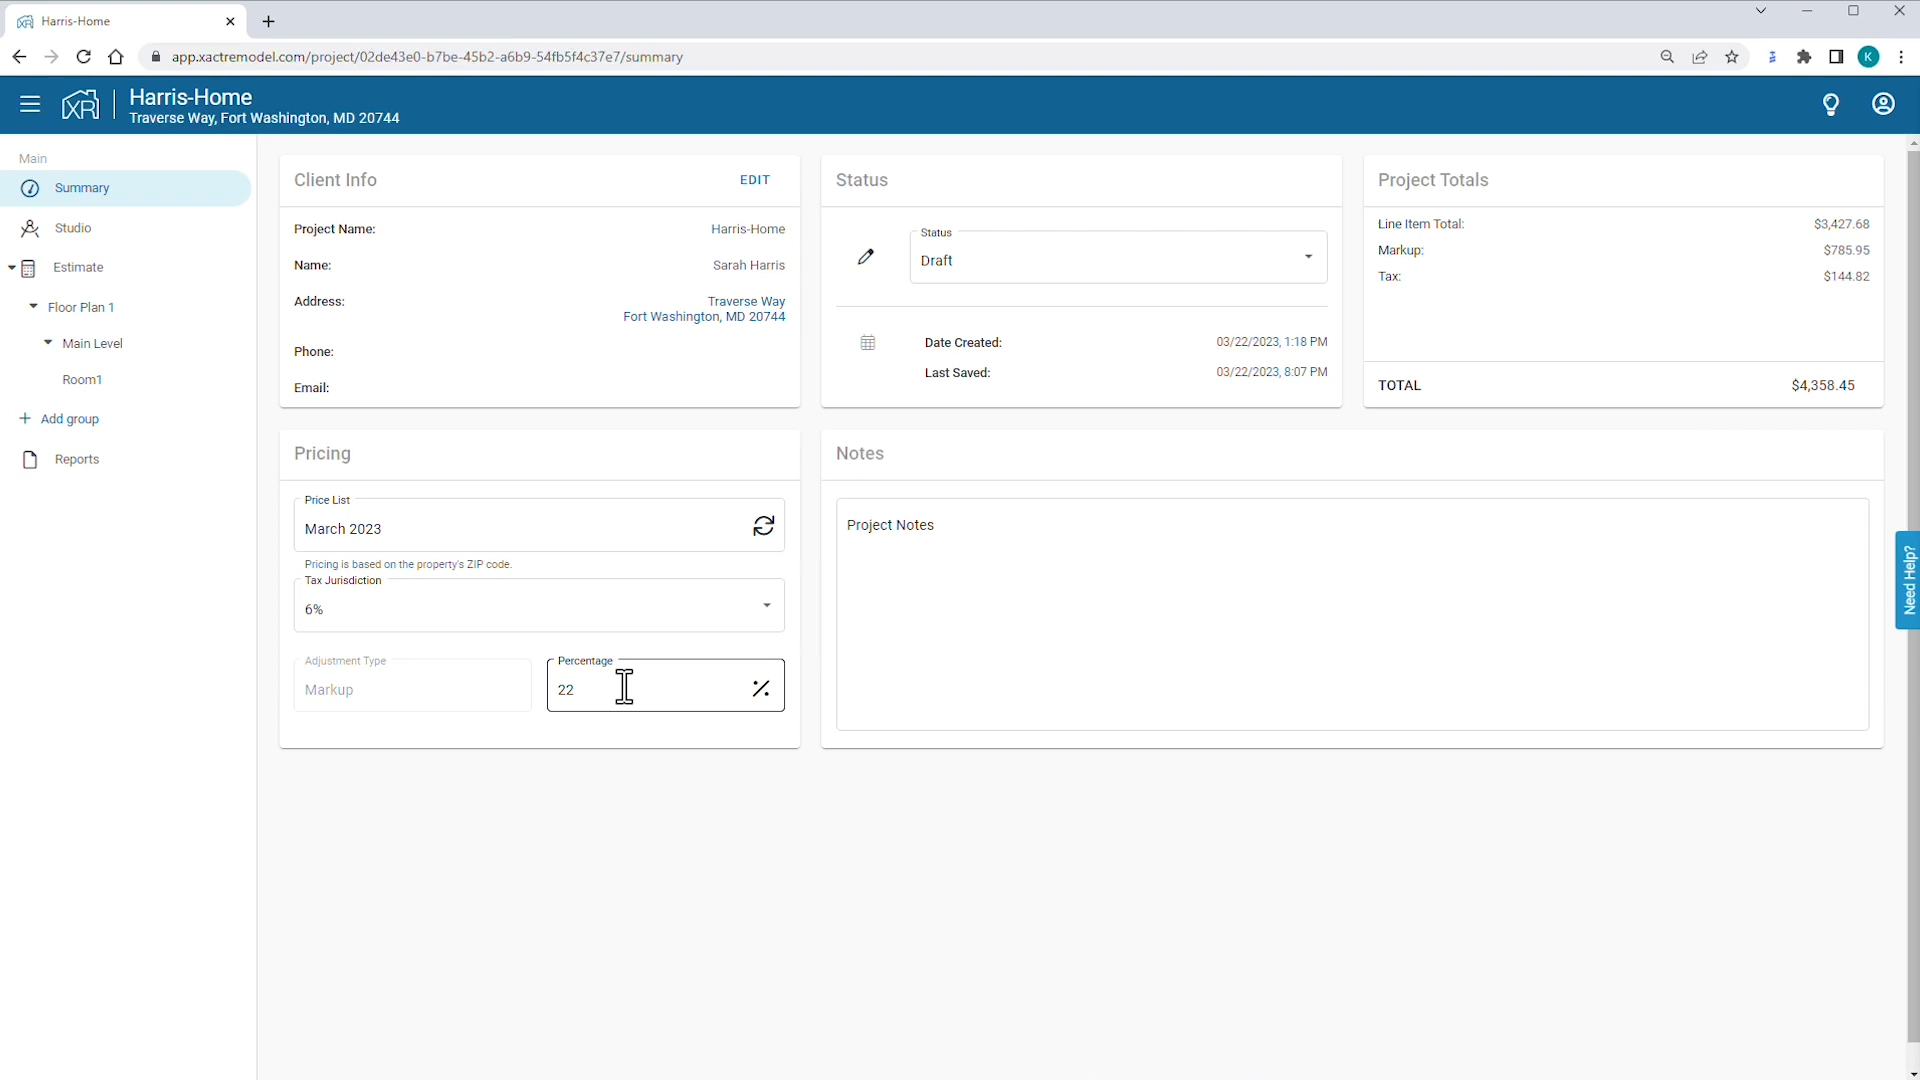 Harris-Home
app.xactremodel.com/project/02de43e0-b7be-45b2-a6b9-54fb5f4c37e7/summary
K
XR
Harris-Home
Traverse Way, Fort Washington, MD 20744
Main
Summary
Studio
Estimate
Floor Plan 1
Main Level
Room1
Add group
Reports
Client Info
EDIT
Project Name: Harris-Home
Name: Sarah Harris
Address: Traverse Way
Fort Washington, MD 20744
Phone:
Email:
Status
Status
Draft
Date Created: 03/22/2023, 1:18 PM
Last Saved: 03/22/2023, 8:07 PM
Project Totals
Line Item Total: $3,427.68
Markup: $785.95
Tax: $144.82
TOTAL $4,358.45
Pricing
Price List
March 2023
Pricing is based on the property's ZIP code.
Tax Jurisdiction
6%
Adjustment Type
Markup
Percentage
22
Notes
Project Notes
Need Help?